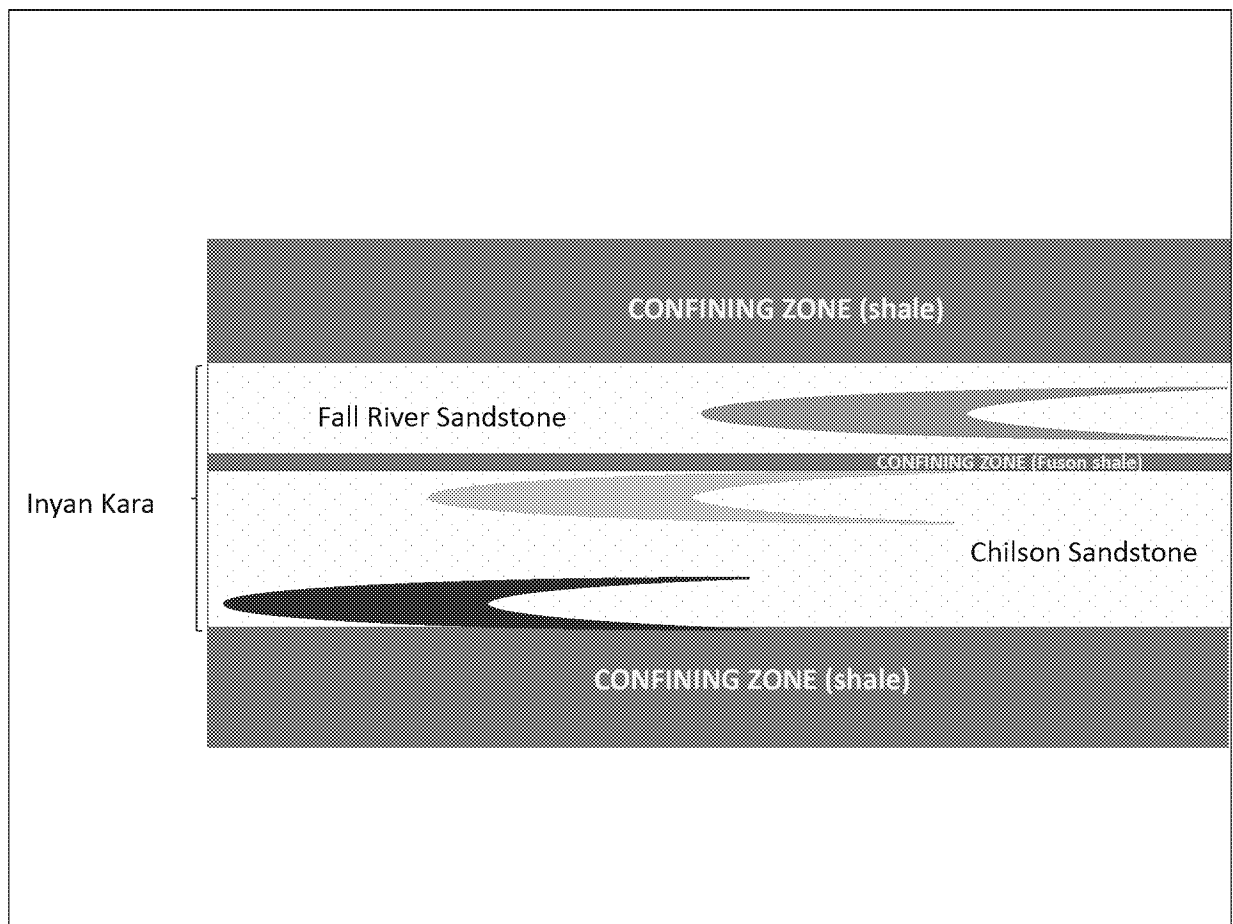 CONFINING ZONE (shale)
Fall River Sandstone
CONFINING ZONE (Fuson shale)
Inyan Kara
Chilson Sandstone
CONFINING ZONE (shale)